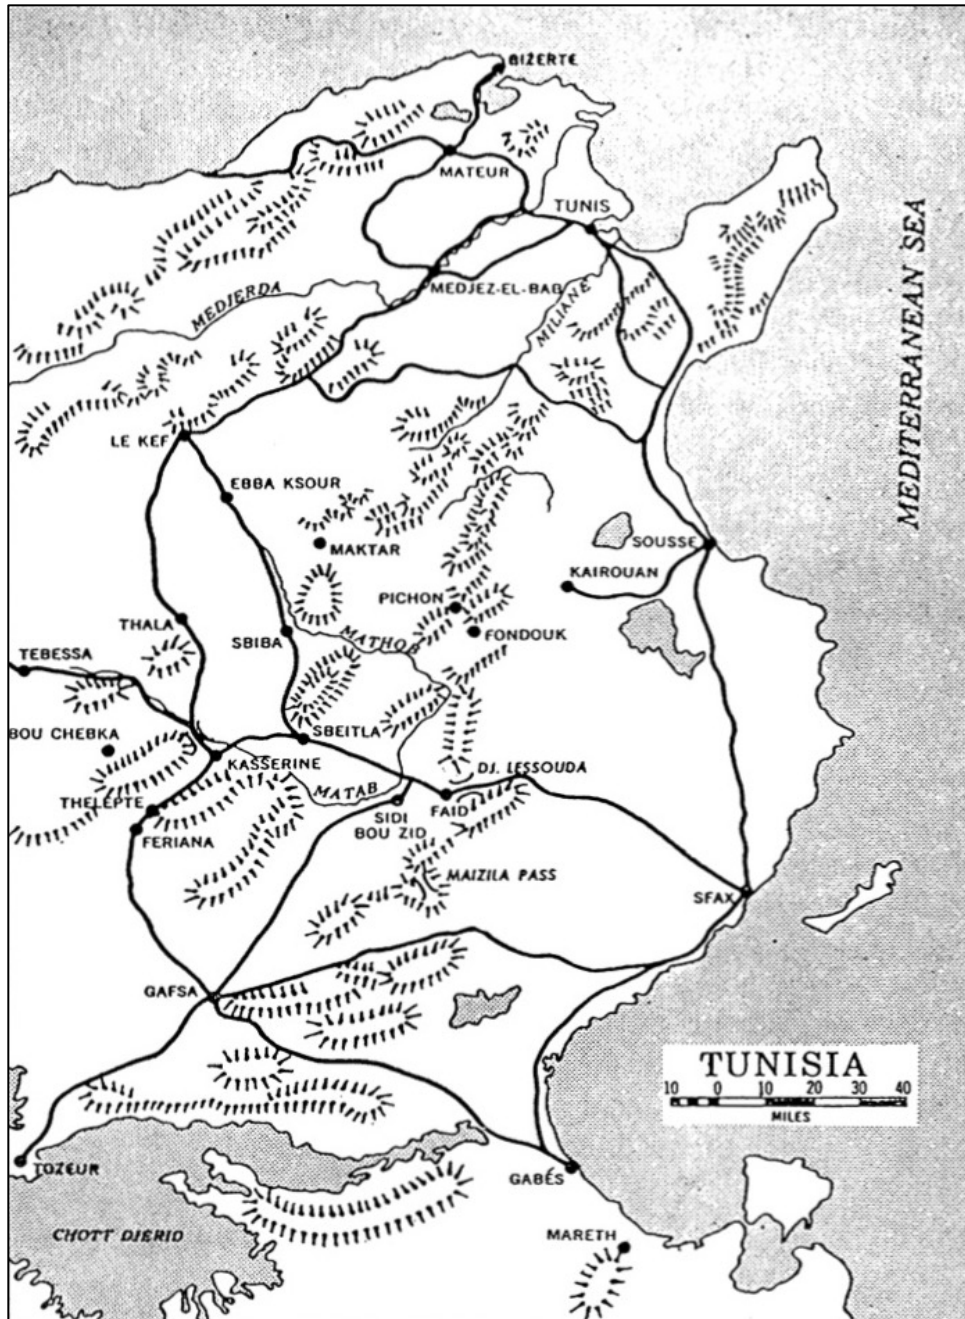 BIZERTE
MATEUR
TUNIS
MEDITERRANEAN SEA
MEDJEZ-EL-BAB
MEDJERDA
MILIANE
LE KEF
EBBA KSOUR
SOUSSE
MAKTAR
KAIROUAN
PICHON
THALA
SBIBA
MATHOB
FONDOUK
TEBESSA
BOU CHEBKA
SBEITLA
KASSERINE
DJ. LESSOUDA
MATAB
THELEPTE
SIDI
BOU ZID
FAID
FERIANA
MAIZILA PASS
SFAX
GAFSA
TUNISIA
10 0 10 20 30 40
MILES
TOZEUR
GABÉS
CHOTT DJERID
MARETH